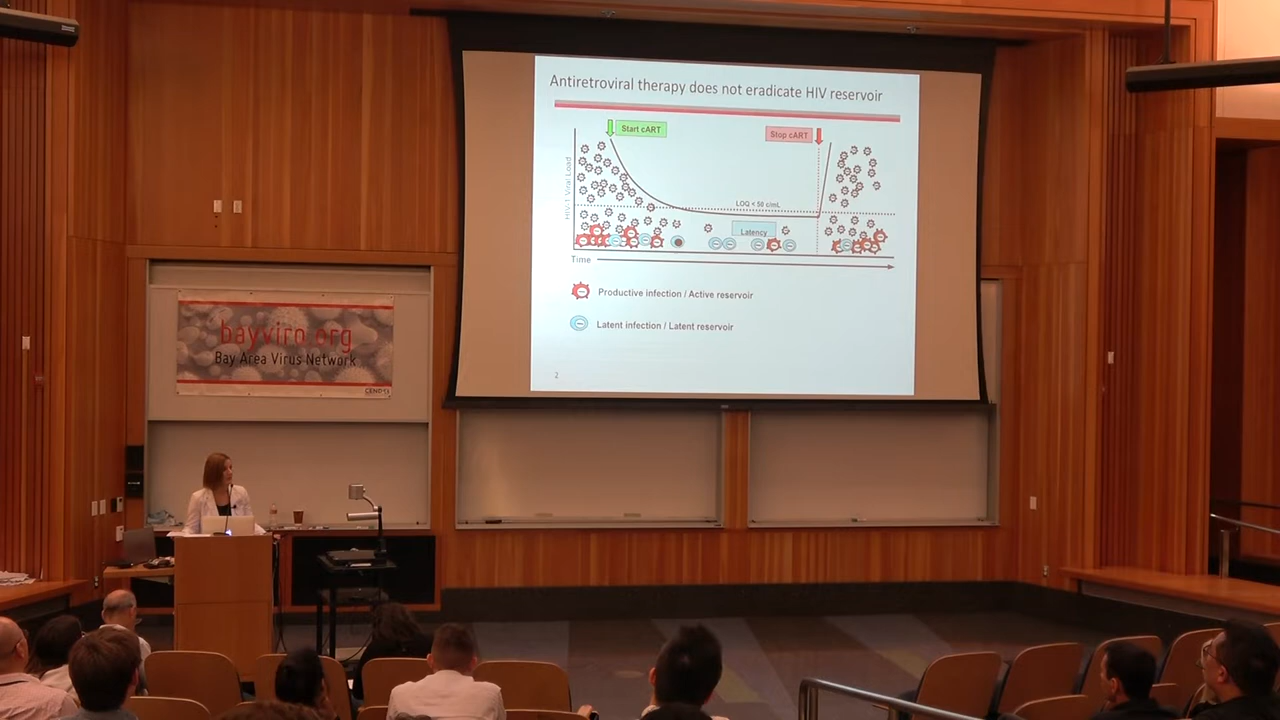 Antiretroviral therapy does not eradicate HIV reservoir
Start cART
Stop cART
HIV-1 Viral Load
LOQ < 50 c/mL
Latency
Time
Productive infection / Active reservoir
Latent infection / Latent reservoir
2
bayviro.org
Bay Area Virus Network